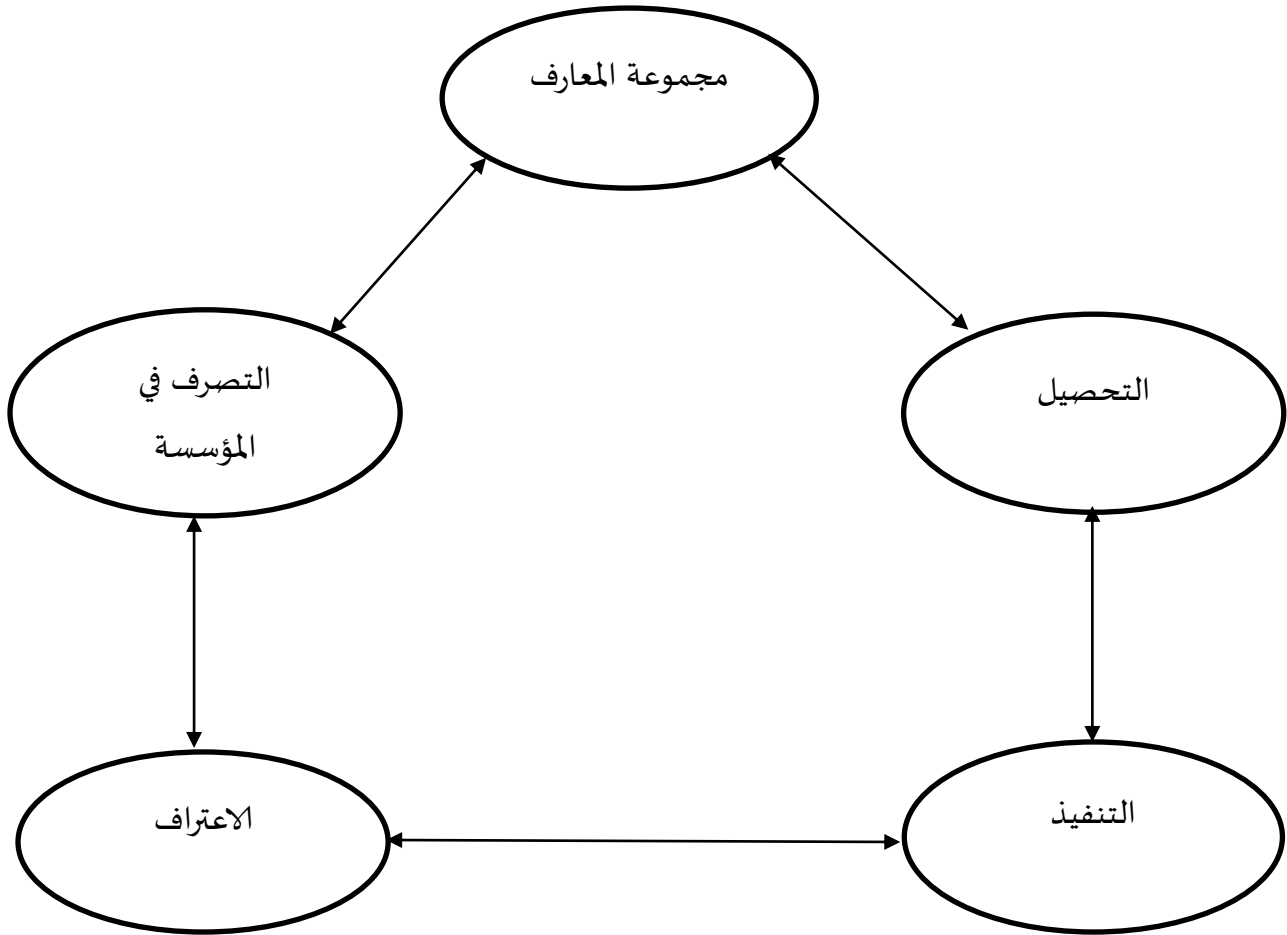 مجموعة المعارف
التحصيل
التصرف في
المؤسسة
التنفيذ
الاعتراف